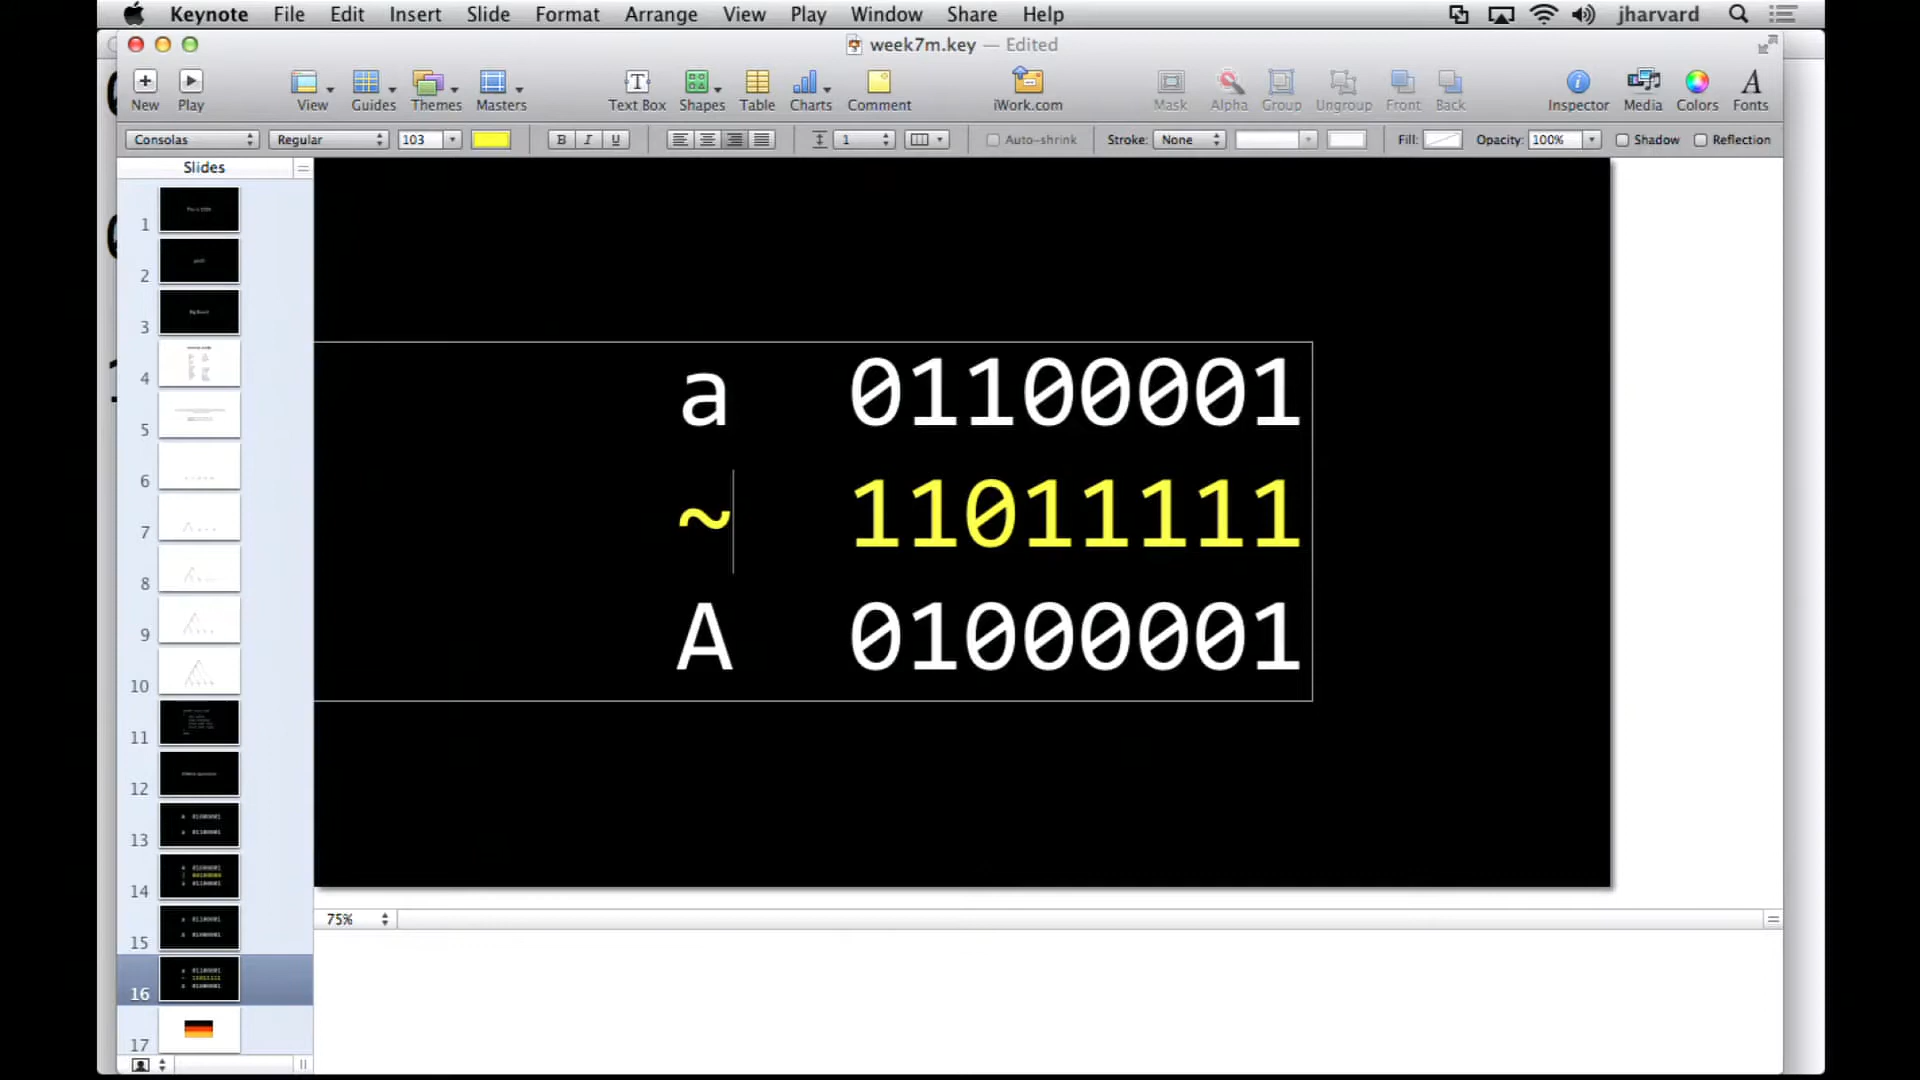 Keynote File Edit Insert Slide Format Arrange View Play Window Share Help jharvard
week7m.key — Edited
New Play View Guides Themes Masters Text Box Shapes Table Charts Comment iWork.com Mask Alpha Group Ungroup Front Back Inspector Media Colors Fonts
Consolas Regular 103 B I U 1 Auto-shrink Stroke: None Fill: Opacity: 100% Shadow Reflection
Slides
1
2
3
4
5
6
7
8
9
10
11
12
13
14
15
16
17
a 01100001
~ 11011111
A 01000001
75%